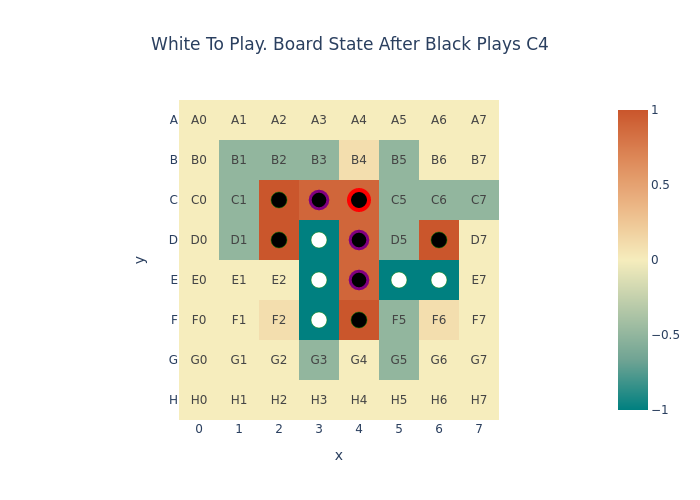 White To Play. Board State After Black Plays C4
A A0 A1 A2 A3 A4 A5 A6 A7
B B0 B1 B2 B3 B4 B5 B6 B7
C C0 C1 C5 C6 C7
D D0 D1 D5 D7
E E0 E1 E2 E7
F F0 F1 F2 F5 F6 F7
G G0 G1 G2 G3 G4 G5 G6 G7
H H0 H1 H2 H3 H4 H5 H6 H7
0 1 2 3 4 5 6 7
x
y
1
0.5
0
−0.5
−1